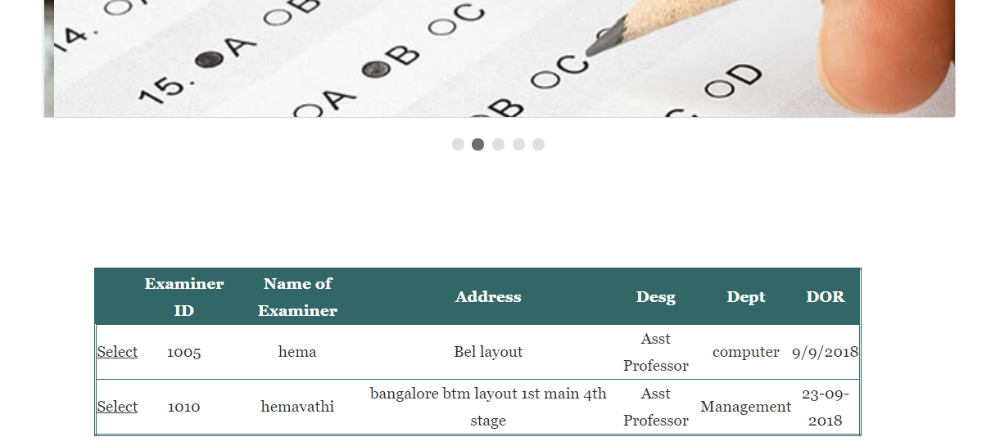 14.
15. A OB OC
OA B OC
OB OC OD
Examiner ID Name of Examiner Address Desg Dept DOR
Select 1005 hema Bel layout Asst Professor computer 9/9/2018
Select 1010 hemavathi bangalore btm layout 1st main 4th stage Asst Professor Management 23-09-2018